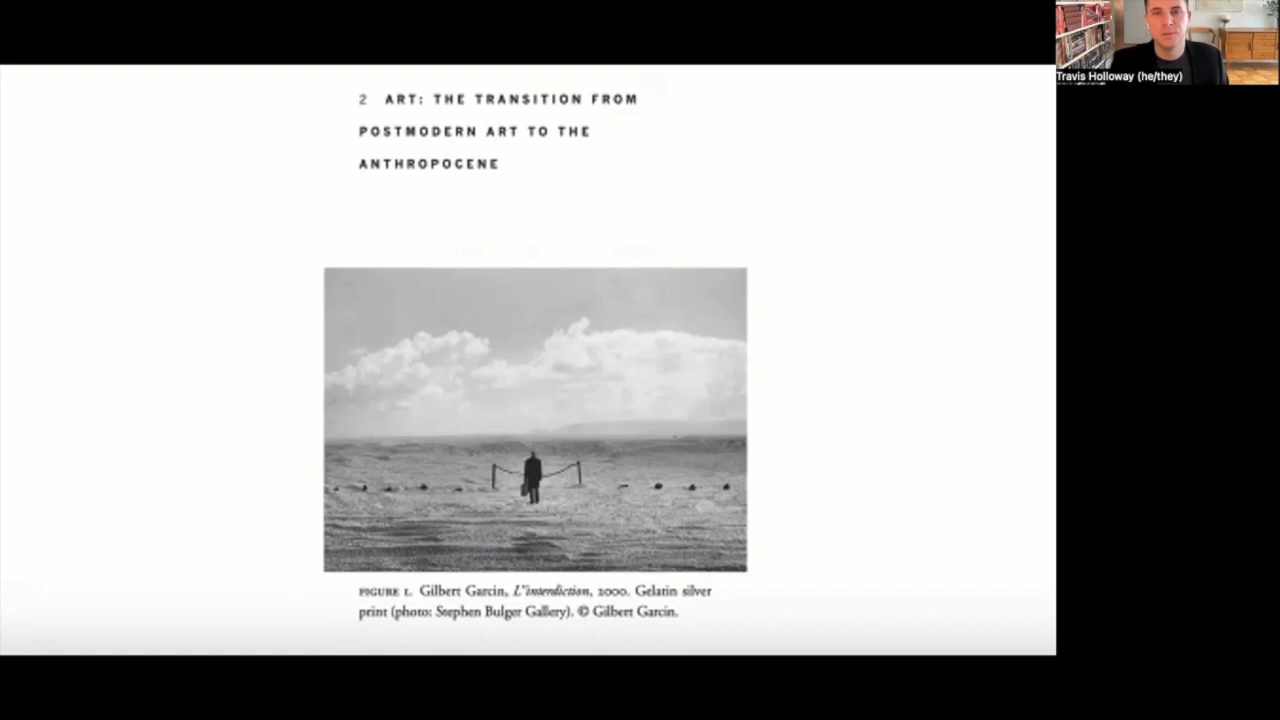 2 ART: THE TRANSITION FROM
POSTMODERN ART TO THE
ANTHROPOCENE
FIGURE 1. Gilbert Garcin, L'interdiction, 2000. Gelatin silver
print (photo: Stephen Bulger Gallery). © Gilbert Garcin.
Travis Holloway (he/they)